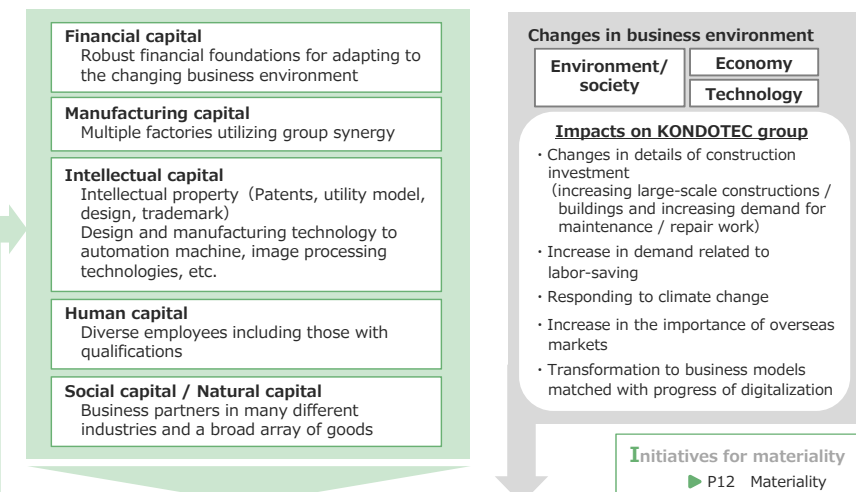 Financial capital
Robust financial foundations for adapting to
the changing business environment
Manufacturing capital
Multiple factories utilizing group synergy
Intellectual capital
Intellectual property（Patents, utility model,
design, trademark）
Design and manufacturing technology to
automation machine, image processing
technologies, etc.
Human capital
Diverse employees including those with
qualifications
Social capital / Natural capital
Business partners in many different
industries and a broad array of goods
Changes in business environment
Environment/
society
Economy
Technology
Impacts on KONDOTEC group
・Changes in details of construction
investment
（increasing large-scale constructions /
buildings and increasing demand for
maintenance / repair work）
・Increase in demand related to
labor-saving
・Responding to climate change
・Increase in the importance of overseas
markets
・Transformation to business models
matched with progress of digitalization
Initiatives for materiality
▶ P12 Materiality